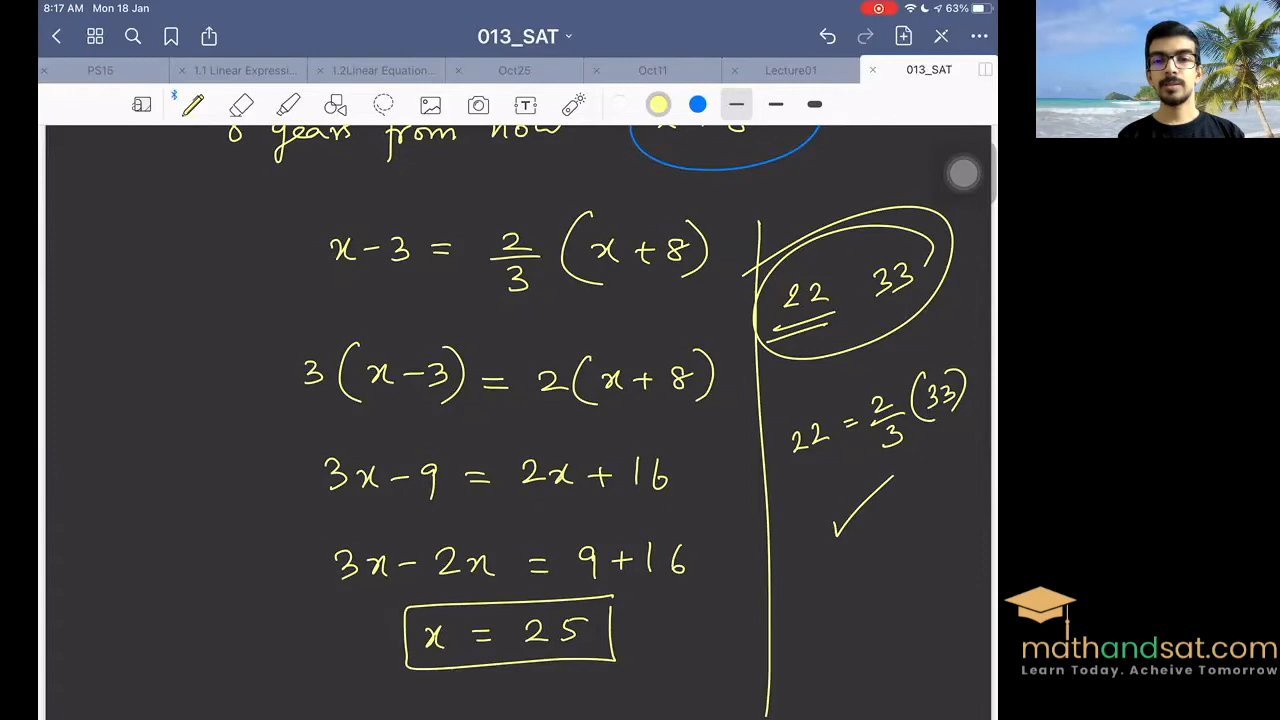 8:17 AM Mon 18 Jan
63%
013_SAT
PS15
1.1 Linear Expressi...
1.2Linear Equation...
Oct25
Oct11
Lecture01
013_SAT
8 years from now
x - 3 = 2/3 (x + 8)
3(x - 3) = 2(x + 8)
3x - 9 = 2x + 16
3x - 2x = 9 + 16
x = 25
22 33
22 = 2/3 (33)
mathandsat.com
Learn Today. Acheive Tomorrow